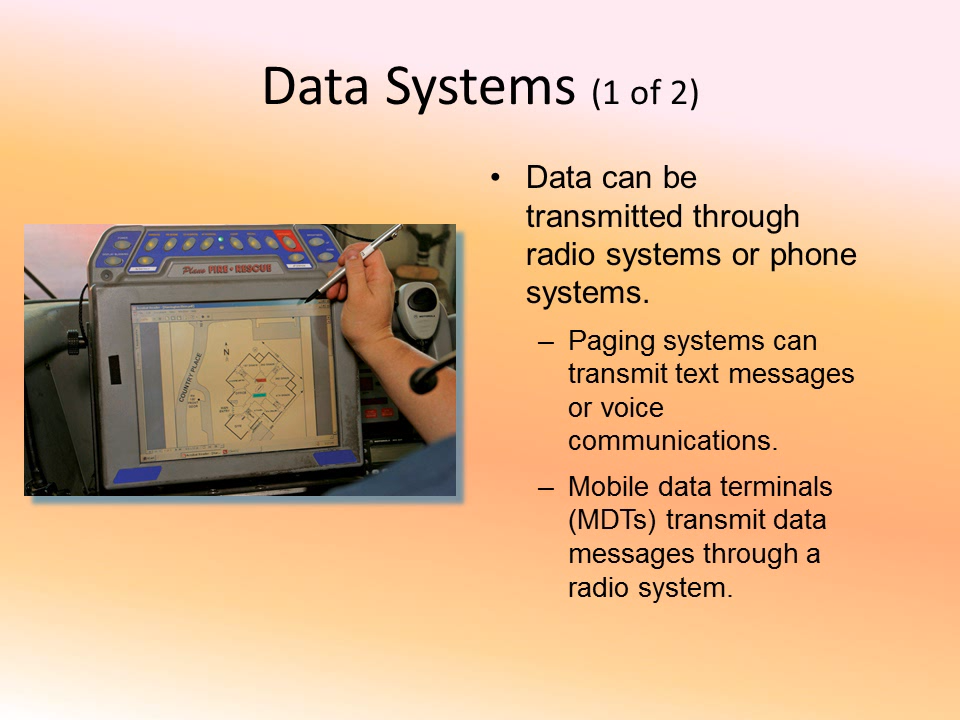 Data Systems (1 of 2)
• Data can be
transmitted through
radio systems or phone
systems.
– Paging systems can
transmit text messages
or voice
communications.
– Mobile data terminals
(MDTs) transmit data
messages through a
radio system.
Plano FIRE • RESCUE
N
COUNTRY PLACE
MOTOROLA